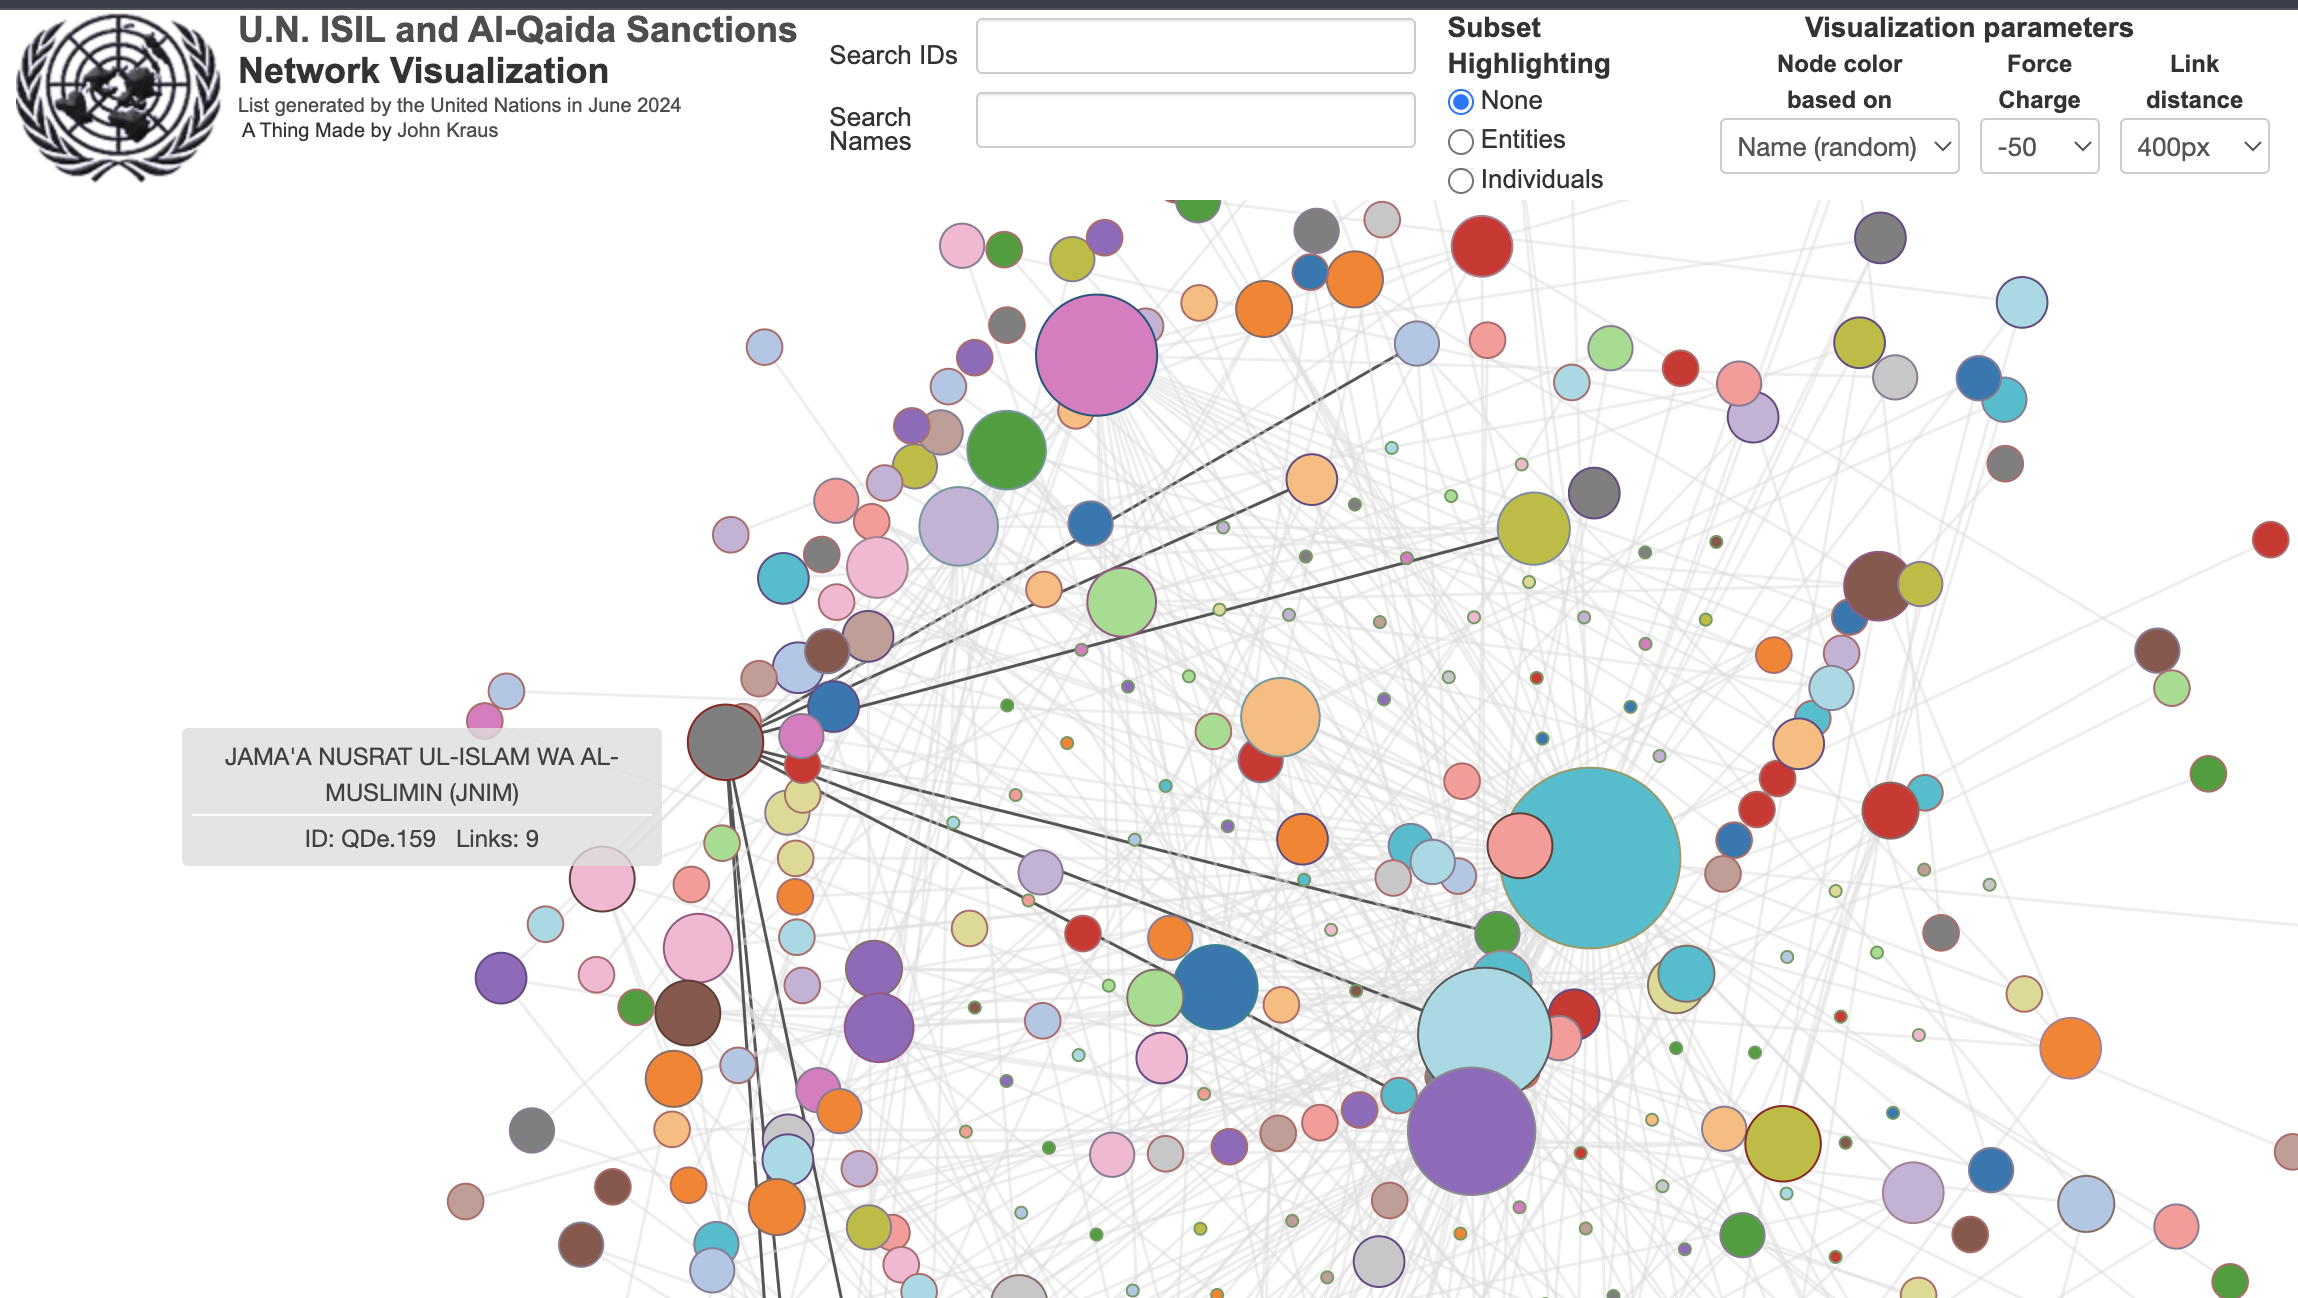 U.N. ISIL and Al-Qaida Sanctions
Network Visualization
List generated by the United Nations in June 2024
A Thing Made by John Kraus
Search IDs
Search
Names
Subset
Highlighting
None
Entities
Individuals
Visualization parameters
Node color
based on
Name (random)
Force
Charge
-50
Link
distance
400px
JAMA'A NUSRAT UL-ISLAM WA AL-
MUSLIMIN (JNIM)
ID: QDe.159 Links: 9